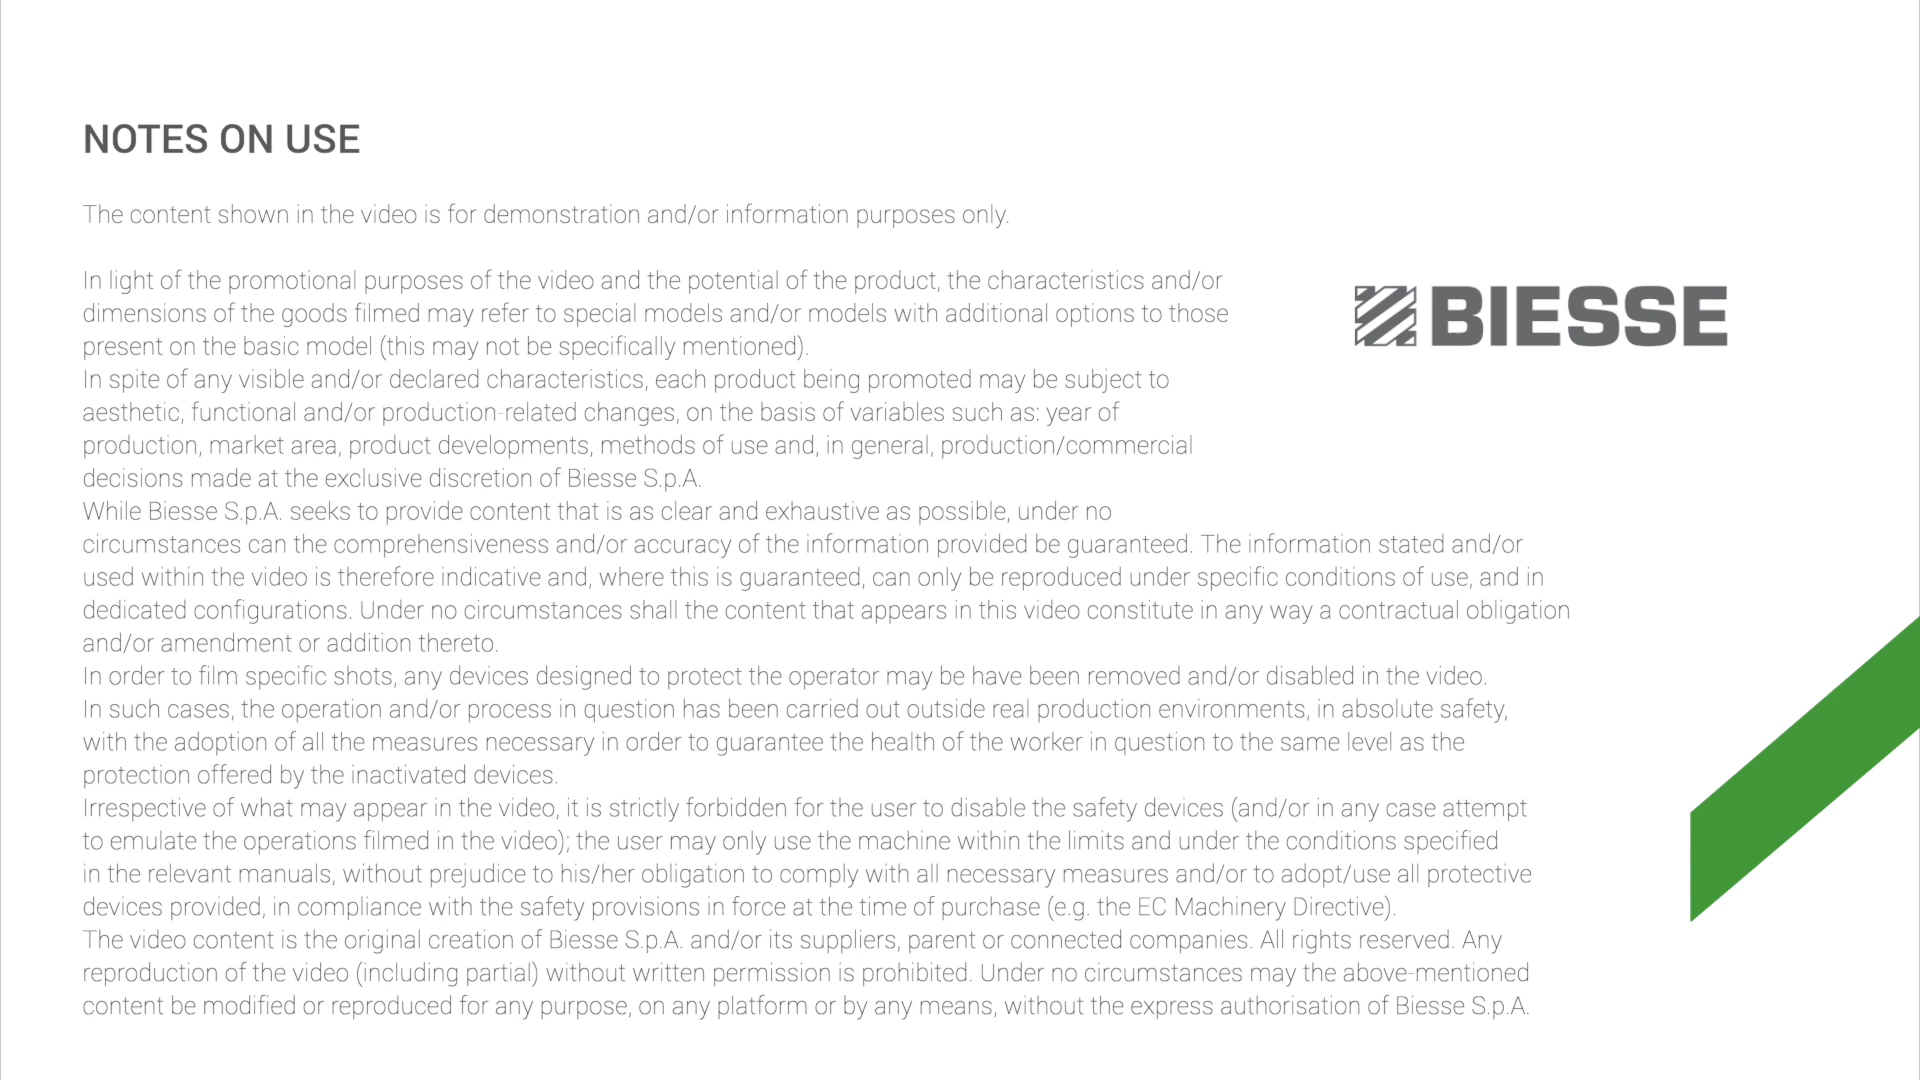 NOTES ON USE
The content shown in the video is for demonstration and/or information purposes only.
In light of the promotional purposes of the video and the potential of the product, the characteristics and/or
dimensions of the goods filmed may refer to special models and/or models with additional options to those
present on the basic model (this may not be specifically mentioned).
In spite of any visible and/or declared characteristics, each product being promoted may be subject to
aesthetic, functional and/or production-related changes, on the basis of variables such as: year of
production, market area, product developments, methods of use and, in general, production/commercial
decisions made at the exclusive discretion of Biesse S.p.A.
While Biesse S.p.A. seeks to provide content that is as clear and exhaustive as possible, under no
circumstances can the comprehensiveness and/or accuracy of the information provided be guaranteed. The information stated and/or
used within the video is therefore indicative and, where this is guaranteed, can only be reproduced under specific conditions of use, and in
dedicated configurations. Under no circumstances shall the content that appears in this video constitute in any way a contractual obligation
and/or amendment or addition thereto.
In order to film specific shots, any devices designed to protect the operator may be have been removed and/or disabled in the video.
In such cases, the operation and/or process in question has been carried out outside real production environments, in absolute safety,
with the adoption of all the measures necessary in order to guarantee the health of the worker in question to the same level as the
protection offered by the inactivated devices.
Irrespective of what may appear in the video, it is strictly forbidden for the user to disable the safety devices (and/or in any case attempt
to emulate the operations filmed in the video); the user may only use the machine within the limits and under the conditions specified
in the relevant manuals, without prejudice to his/her obligation to comply with all necessary measures and/or to adopt/use all protective
devices provided, in compliance with the safety provisions in force at the time of purchase (e.g. the EC Machinery Directive).
The video content is the original creation of Biesse S.p.A. and/or its suppliers, parent or connected companies. All rights reserved. Any
reproduction of the video (including partial) without written permission is prohibited. Under no circumstances may the above-mentioned
content be modified or reproduced for any purpose, on any platform or by any means, without the express authorisation of Biesse S.p.A.
BIESSE